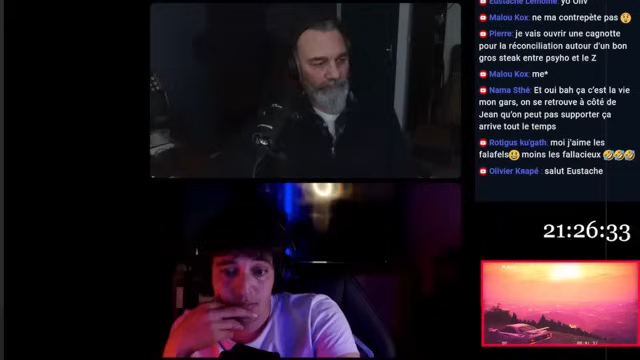 Eustache Lemoine: yo Oliv
Malou Kox: ne ma contrepète pas
Pierre: je vais ouvrir une cagnotte
pour la réconciliation autour d'un bon
gros steak entre psyho et le Z
Malou Kox: me*
Nama Sthé: Et oui bah ça c'est la vie
mon gars, on se retrouve à côté de
Jean qu'on peut pas supporter ça
arrive tout le temps
Rotigus ku'gath: moi j'aime les
falafels moins les fallacieux
Olivier Kaapé: salut Eustache
21:26:33